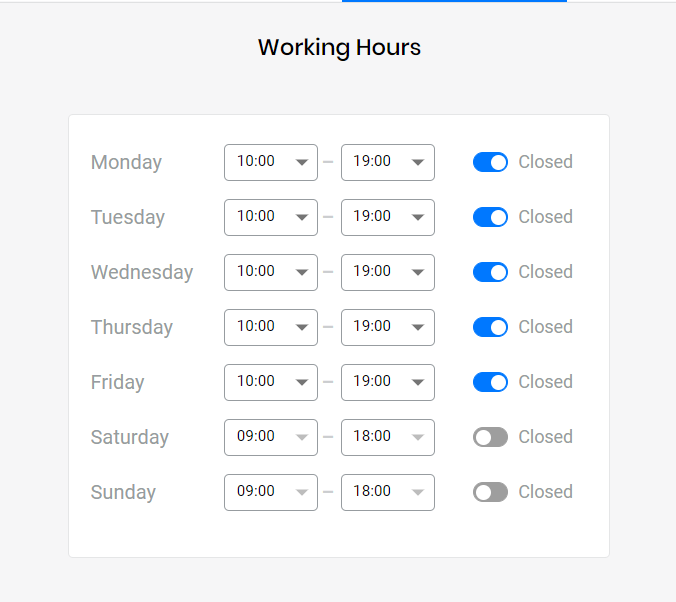 Working Hours
Monday 10:00 – 19:00 Closed
Tuesday 10:00 – 19:00 Closed
Wednesday 10:00 – 19:00 Closed
Thursday 10:00 – 19:00 Closed
Friday 10:00 – 19:00 Closed
Saturday 09:00 – 18:00 Closed
Sunday 09:00 – 18:00 Closed